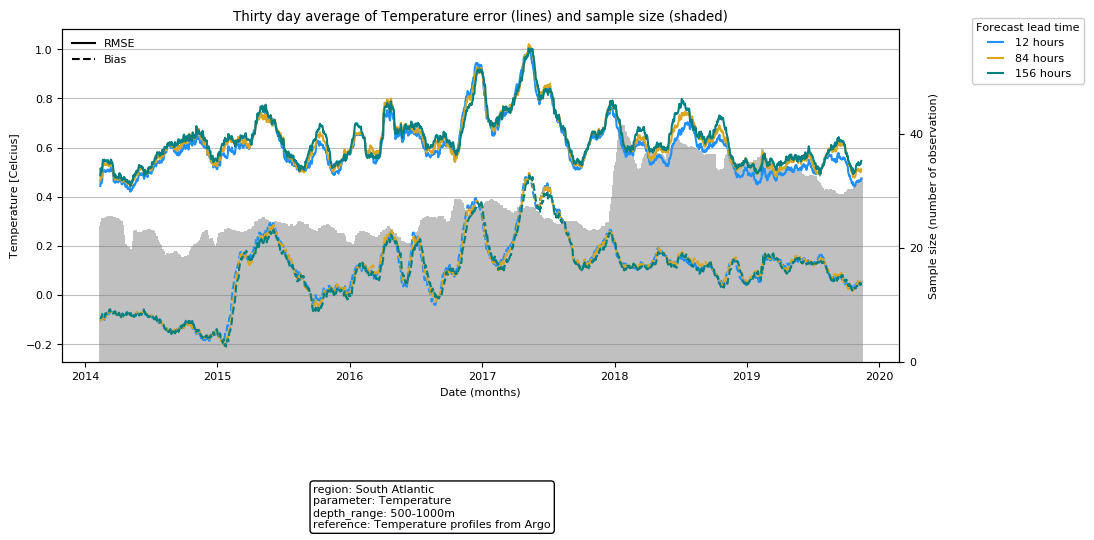 Thirty day average of Temperature error (lines) and sample size (shaded)
RMSE
Bias
Forecast lead time
12 hours
84 hours
156 hours
Temperature [Celcius]
1.0
0.8
0.6
0.4
0.2
0.0
−0.2
Sample size (number of observation)
40
20
0
2014 2015 2016 2017 2018 2019 2020
Date (months)
region: South Atlantic
parameter: Temperature
depth_range: 500-1000m
reference: Temperature profiles from Argo